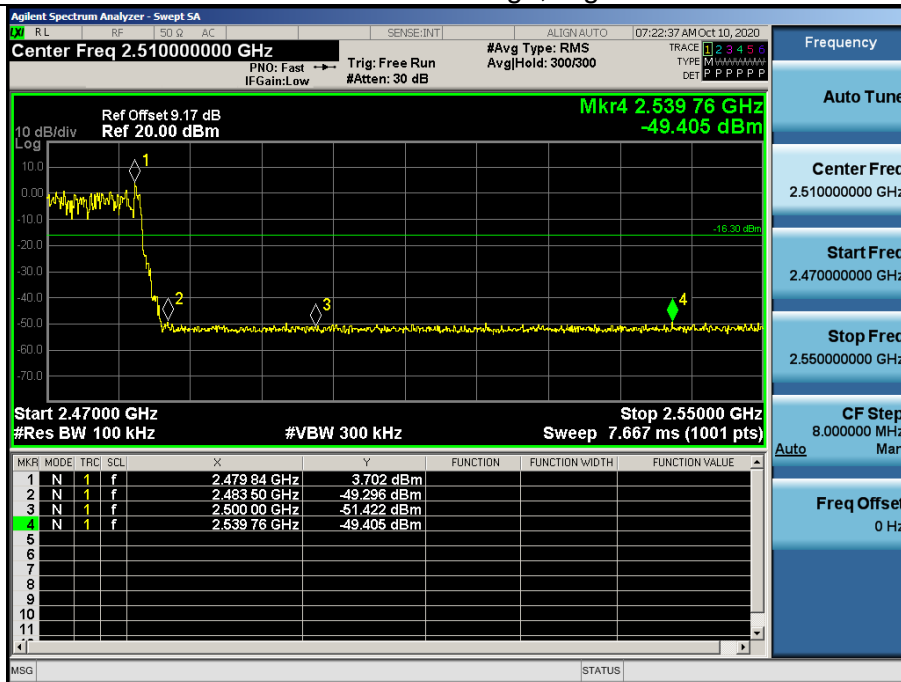 Agilent Spectrum Analyzer - Swept SA
LXI RL RF 50 Ω AC SENSE:INT ALIGN AUTO 07:22:37 AM Oct 10, 2020
Center Freq 2.510000000 GHz #Avg Type: RMS TRACE 1 2 3 4 5 6
PNO: Fast Trig: Free Run Avg|Hold: 300/300 TYPE M WWWWW
IFGain:Low #Atten: 30 dB DET P P P P P P
Frequency
Auto Tune
Center Freq
2.510000000 GHz
Start Freq
2.470000000 GHz
Stop Freq
2.550000000 GHz
CF Step
8.000000 MHz
Auto Man
Freq Offset
0 Hz
Mkr4 2.539 76 GHz
-49.405 dBm
Ref Offset 9.17 dB
10 dB/div Ref 20.00 dBm
Log
10.0
0.00
-10.0
-20.0
-30.0
-40.0
-50.0
-60.0
-70.0
1
2
3
4
-16.30 dBm
Start 2.47000 GHz Stop 2.55000 GHz
#Res BW 100 kHz #VBW 300 kHz Sweep 7.667 ms (1001 pts)
MKR MODE TRC SCL X Y FUNCTION FUNCTION WIDTH FUNCTION VALUE
1 N 1 f 2.479 84 GHz 3.702 dBm
2 N 1 f 2.483 50 GHz -49.296 dBm
3 N 1 f 2.500 00 GHz -51.422 dBm
4 N 1 f 2.539 76 GHz -49.405 dBm
5
6
7
8
9
10
11
MSG STATUS